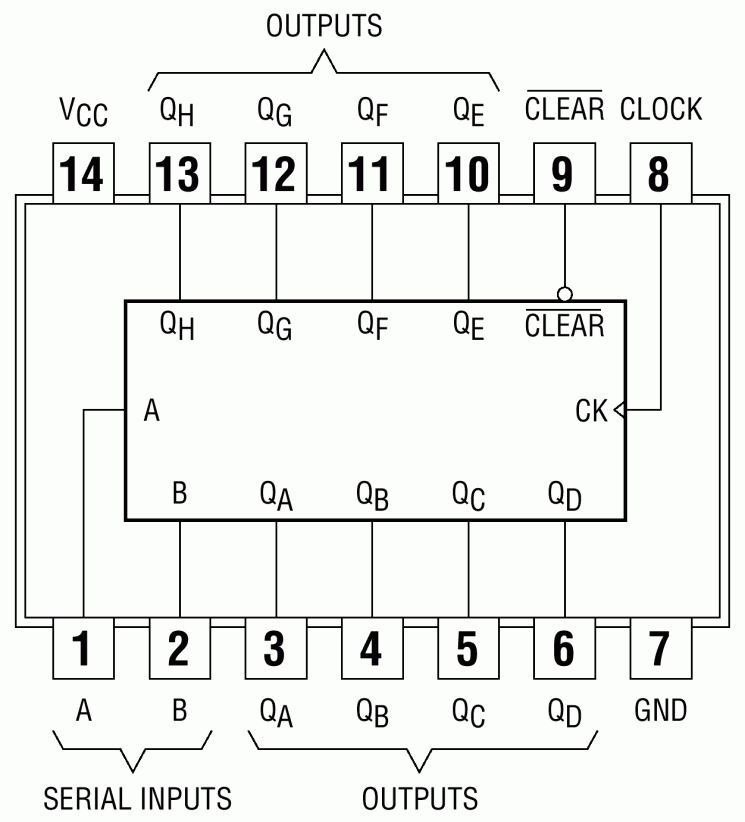 OUTPUTS
VCC QH QG QF QE CLEAR CLOCK
14 13 12 11 10 9 8
QH QG QF QE CLEAR
A CK
B QA QB QC QD
1 2 3 4 5 6 7
A B QA QB QC QD GND
SERIAL INPUTS OUTPUTS